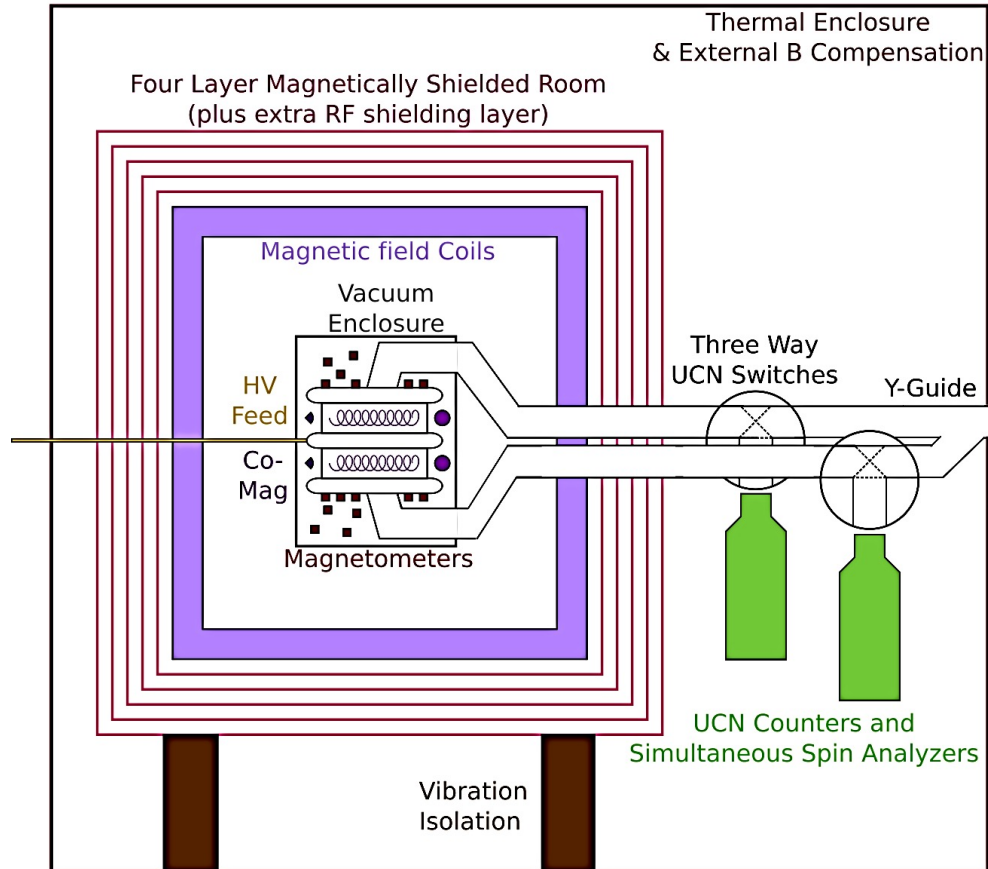 Thermal Enclosure
& External B Compensation
Four Layer Magnetically Shielded Room
(plus extra RF shielding layer)
Magnetic field Coils
Vacuum
Enclosure
HV
Feed
Co-
Mag
Magnetometers
Three Way
UCN Switches
Y-Guide
UCN Counters and
Simultaneous Spin Analyzers
Vibration
Isolation